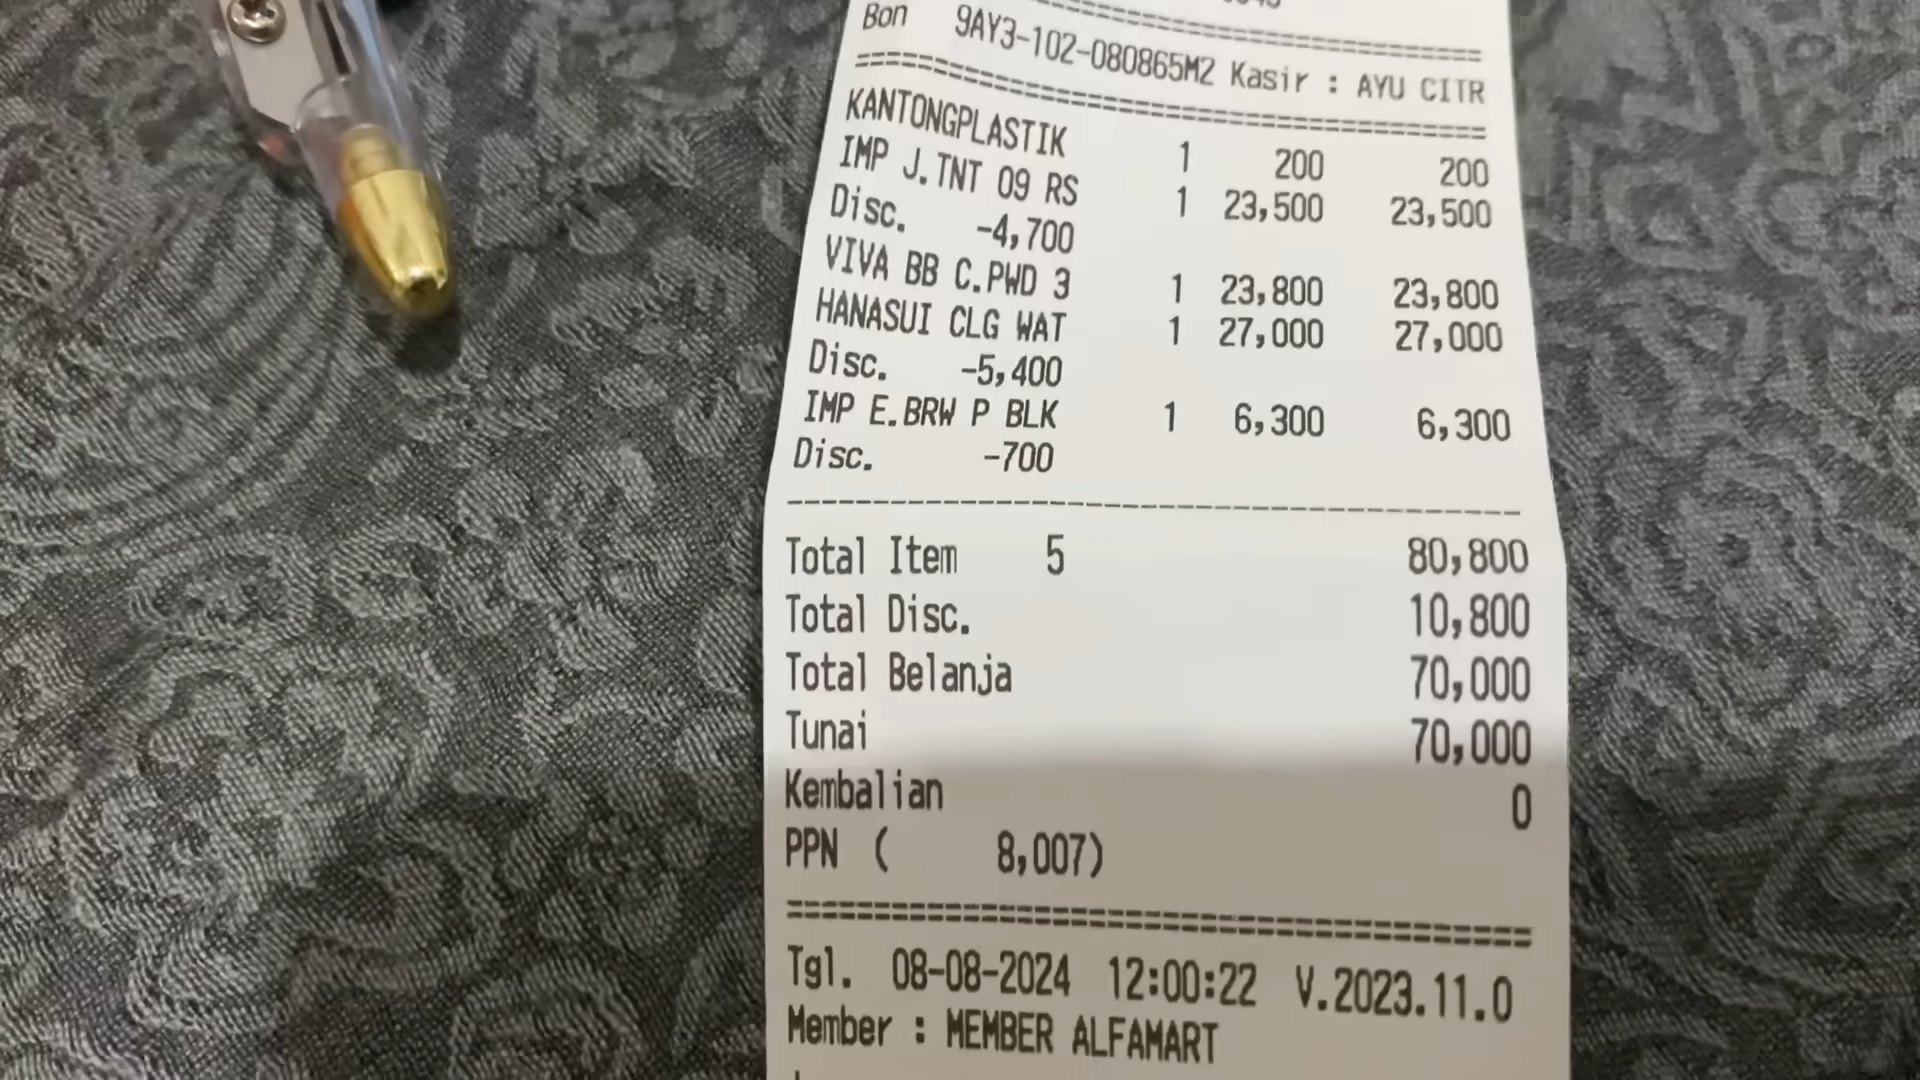 Bon 9AY3-102-080865M2 Kasir : AYU CITR
KANTONGPLASTIK 1 200 200
IMP J.TNT 09 RS 1 23,500 23,500
Disc. -4,700
VIVA BB C.PWD 3 1 23,800 23,800
HANASUI CLG WAT 1 27,000 27,000
Disc. -5,400
IMP E.BRW P BLK 1 6,300 6,300
Disc. -700
Total Item 5 80,800
Total Disc. 10,800
Total Belanja 70,000
Tunai 70,000
Kembalian 0
PPN ( 8,007)
Tgl. 08-08-2024 12:00:22 V.2023.11.0
Member : MEMBER ALFAMART